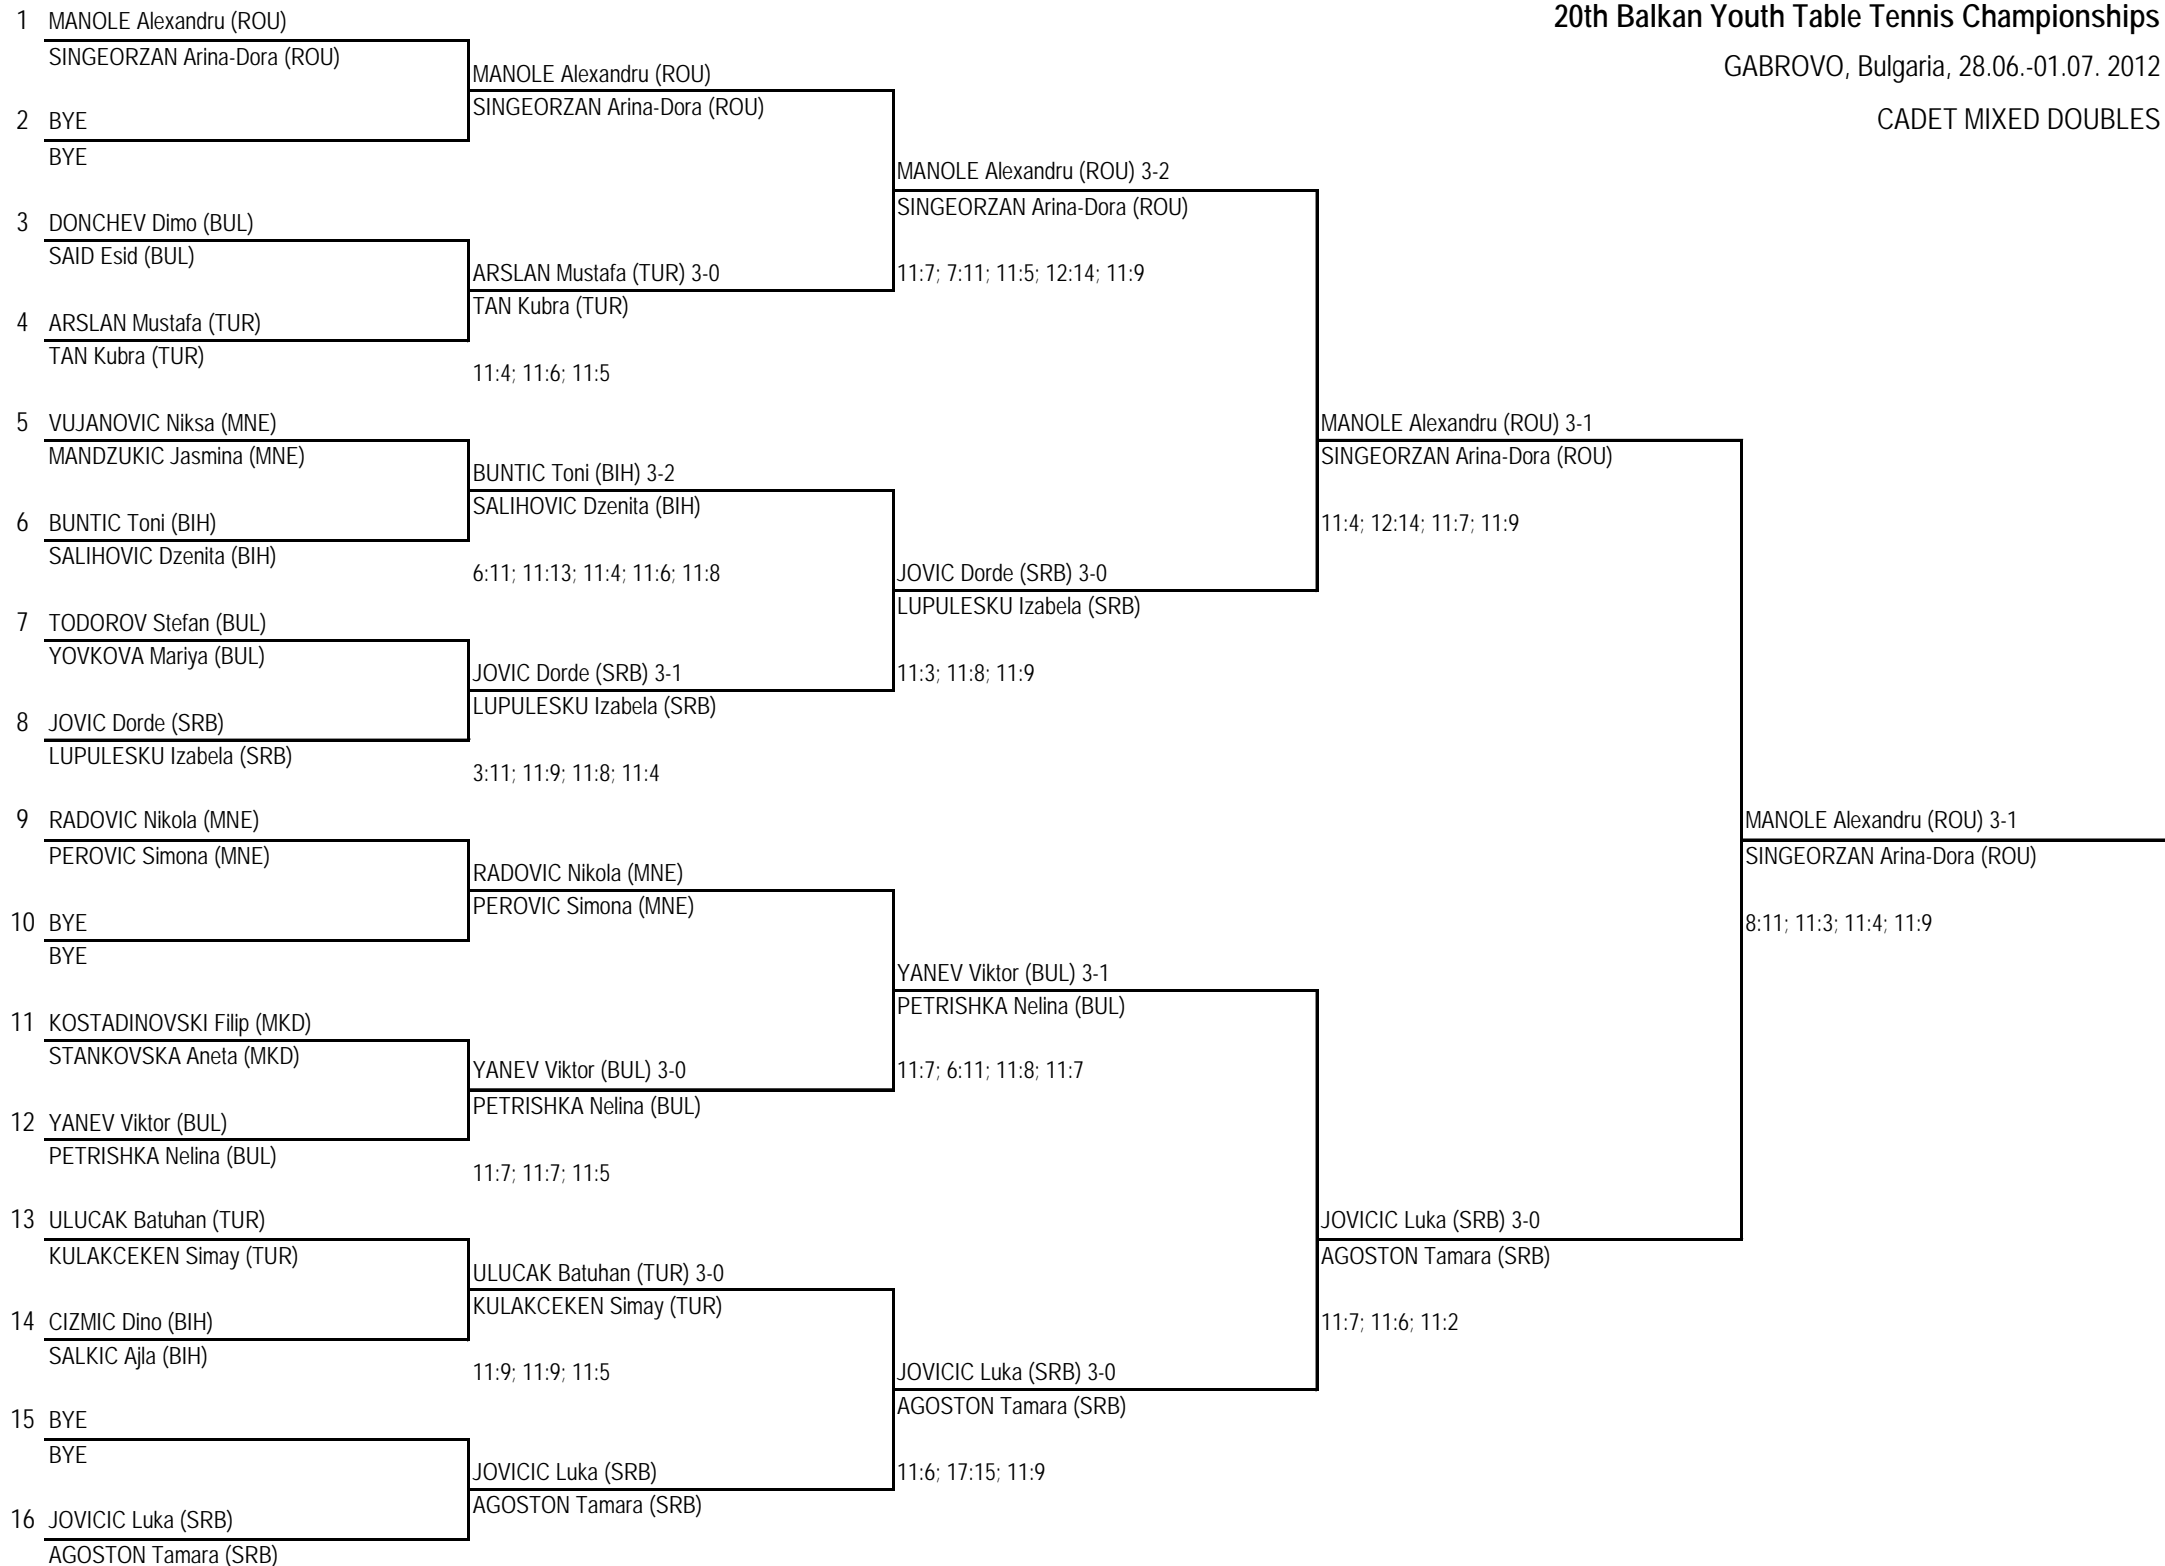 20th Balkan Youth Table Tennis Championships
GABROVO, Bulgaria, 28.06.-01.07. 2012
CADET MIXED DOUBLES
1 MANOLE Alexandru (ROU)
SINGEORZAN Arina-Dora (ROU)
2 BYE
BYE
3 DONCHEV Dimo (BUL)
SAID Esid (BUL)
4 ARSLAN Mustafa (TUR)
TAN Kubra (TUR)
5 VUJANOVIC Niksa (MNE)
MANDZUKIC Jasmina (MNE)
6 BUNTIC Toni (BIH)
SALIHOVIC Dzenita (BIH)
7 TODOROV Stefan (BUL)
YOVKOVA Mariya (BUL)
8 JOVIC Dorde (SRB)
LUPULESKU Izabela (SRB)
9 RADOVIC Nikola (MNE)
PEROVIC Simona (MNE)
10 BYE
BYE
11 KOSTADINOVSKI Filip (MKD)
STANKOVSKA Aneta (MKD)
12 YANEV Viktor (BUL)
PETRISHKA Nelina (BUL)
13 ULUCAK Batuhan (TUR)
KULAKCEKEN Simay (TUR)
14 CIZMIC Dino (BIH)
SALKIC Ajla (BIH)
15 BYE
BYE
16 JOVICIC Luka (SRB)
AGOSTON Tamara (SRB)
MANOLE Alexandru (ROU)
SINGEORZAN Arina-Dora (ROU)
ARSLAN Mustafa (TUR) 3-0
TAN Kubra (TUR)
11:4; 11:6; 11:5
BUNTIC Toni (BIH) 3-2
SALIHOVIC Dzenita (BIH)
6:11; 11:13; 11:4; 11:6; 11:8
JOVIC Dorde (SRB) 3-1
LUPULESKU Izabela (SRB)
3:11; 11:9; 11:8; 11:4
RADOVIC Nikola (MNE)
PEROVIC Simona (MNE)
YANEV Viktor (BUL) 3-0
PETRISHKA Nelina (BUL)
11:7; 11:7; 11:5
ULUCAK Batuhan (TUR) 3-0
KULAKCEKEN Simay (TUR)
11:9; 11:9; 11:5
JOVICIC Luka (SRB)
AGOSTON Tamara (SRB)
MANOLE Alexandru (ROU) 3-2
SINGEORZAN Arina-Dora (ROU)
11:7; 7:11; 11:5; 12:14; 11:9
JOVIC Dorde (SRB) 3-0
LUPULESKU Izabela (SRB)
11:3; 11:8; 11:9
YANEV Viktor (BUL) 3-1
PETRISHKA Nelina (BUL)
11:7; 6:11; 11:8; 11:7
JOVICIC Luka (SRB) 3-0
AGOSTON Tamara (SRB)
11:6; 17:15; 11:9
MANOLE Alexandru (ROU) 3-1
SINGEORZAN Arina-Dora (ROU)
11:4; 12:14; 11:7; 11:9
JOVICIC Luka (SRB) 3-0
AGOSTON Tamara (SRB)
11:7; 11:6; 11:2
MANOLE Alexandru (ROU) 3-1
SINGEORZAN Arina-Dora (ROU)
8:11; 11:3; 11:4; 11:9